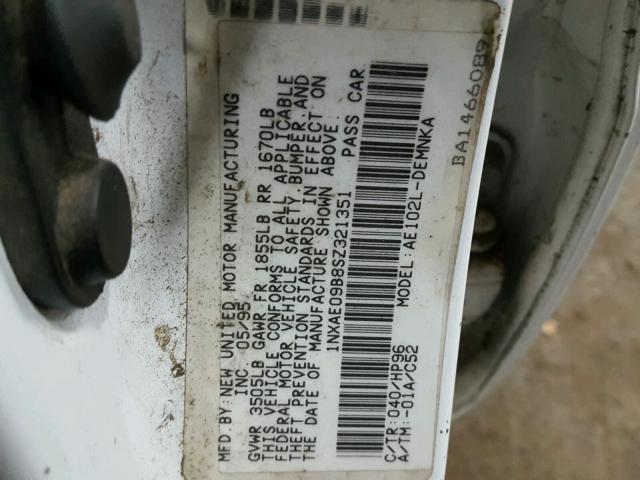 MFD.BY:NEW UNITED MOTOR MANUFACTURING
INC. 05/95
GVWR 3505LB GAWR FR 1855LB RR 1670LB
THIS VEHICLE CONFORMS TO ALL APPLICABLE
FEDERAL MOTOR VEHICLE SAFETY,BUMPER,AND
THEFT PREVENTION STANDARDS IN EFFECT ON
THE DATE OF MANUFACTURE SHOWN ABOVE.
1NXAE09B8SZ321351 PASS CAR
C/TR:040/HP96 MODEL:AE102L-DEMNKA
A/TM:-01A/C52
BA1466089